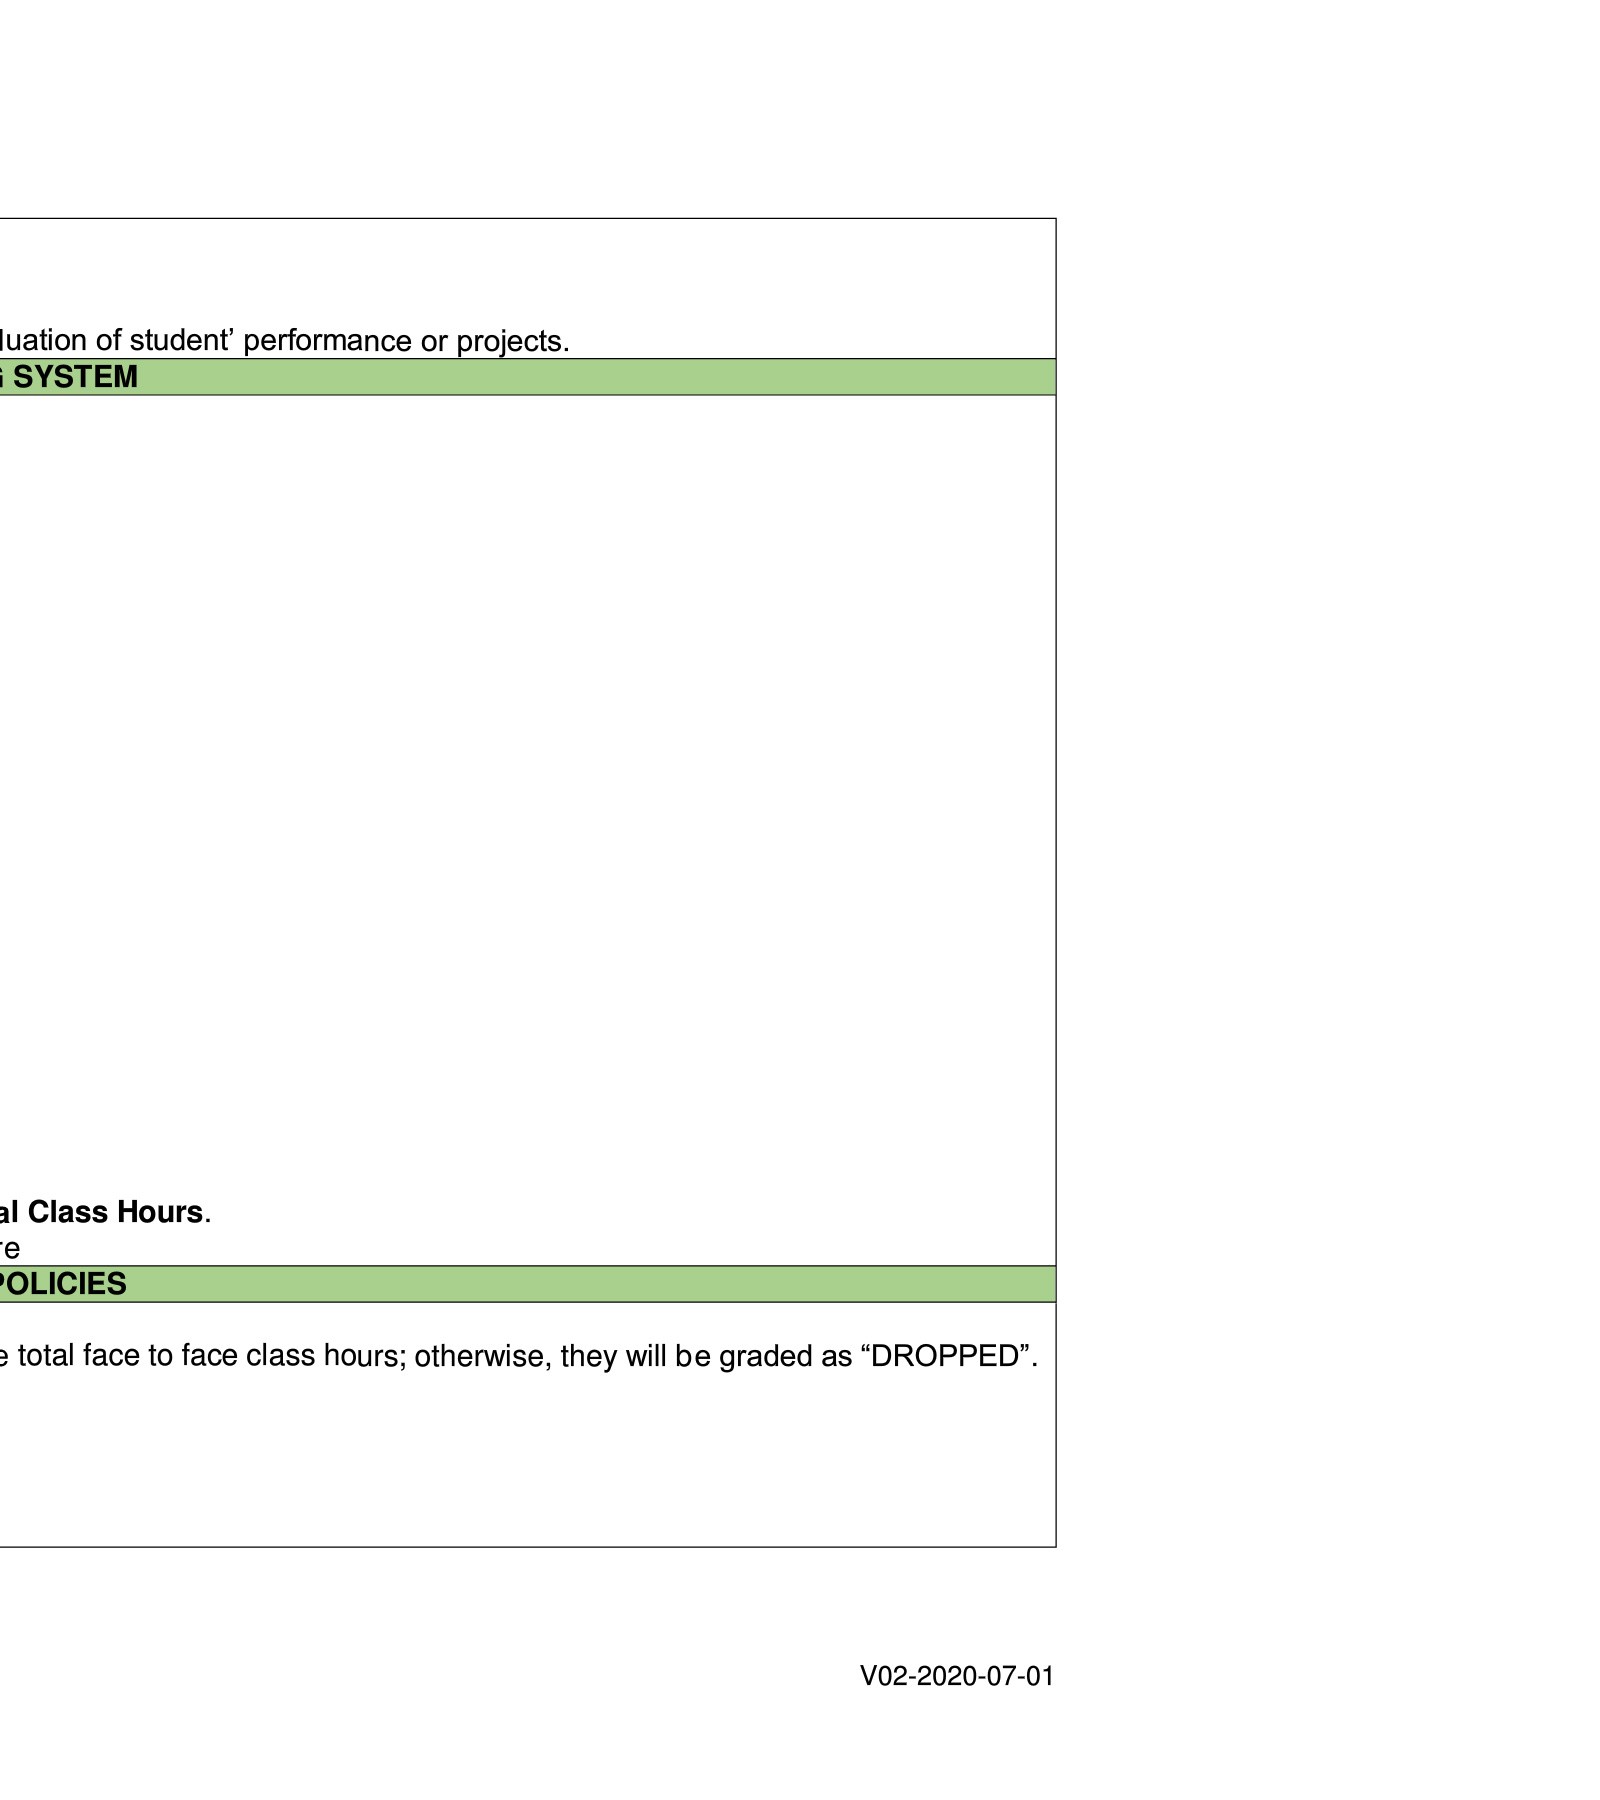 luation of student’ performance or projects.
SYSTEM
al Class Hours.
re
POLICIES
e total face to face class hours; otherwise, they will be graded as “DROPPED”.
V02-2020-07-01